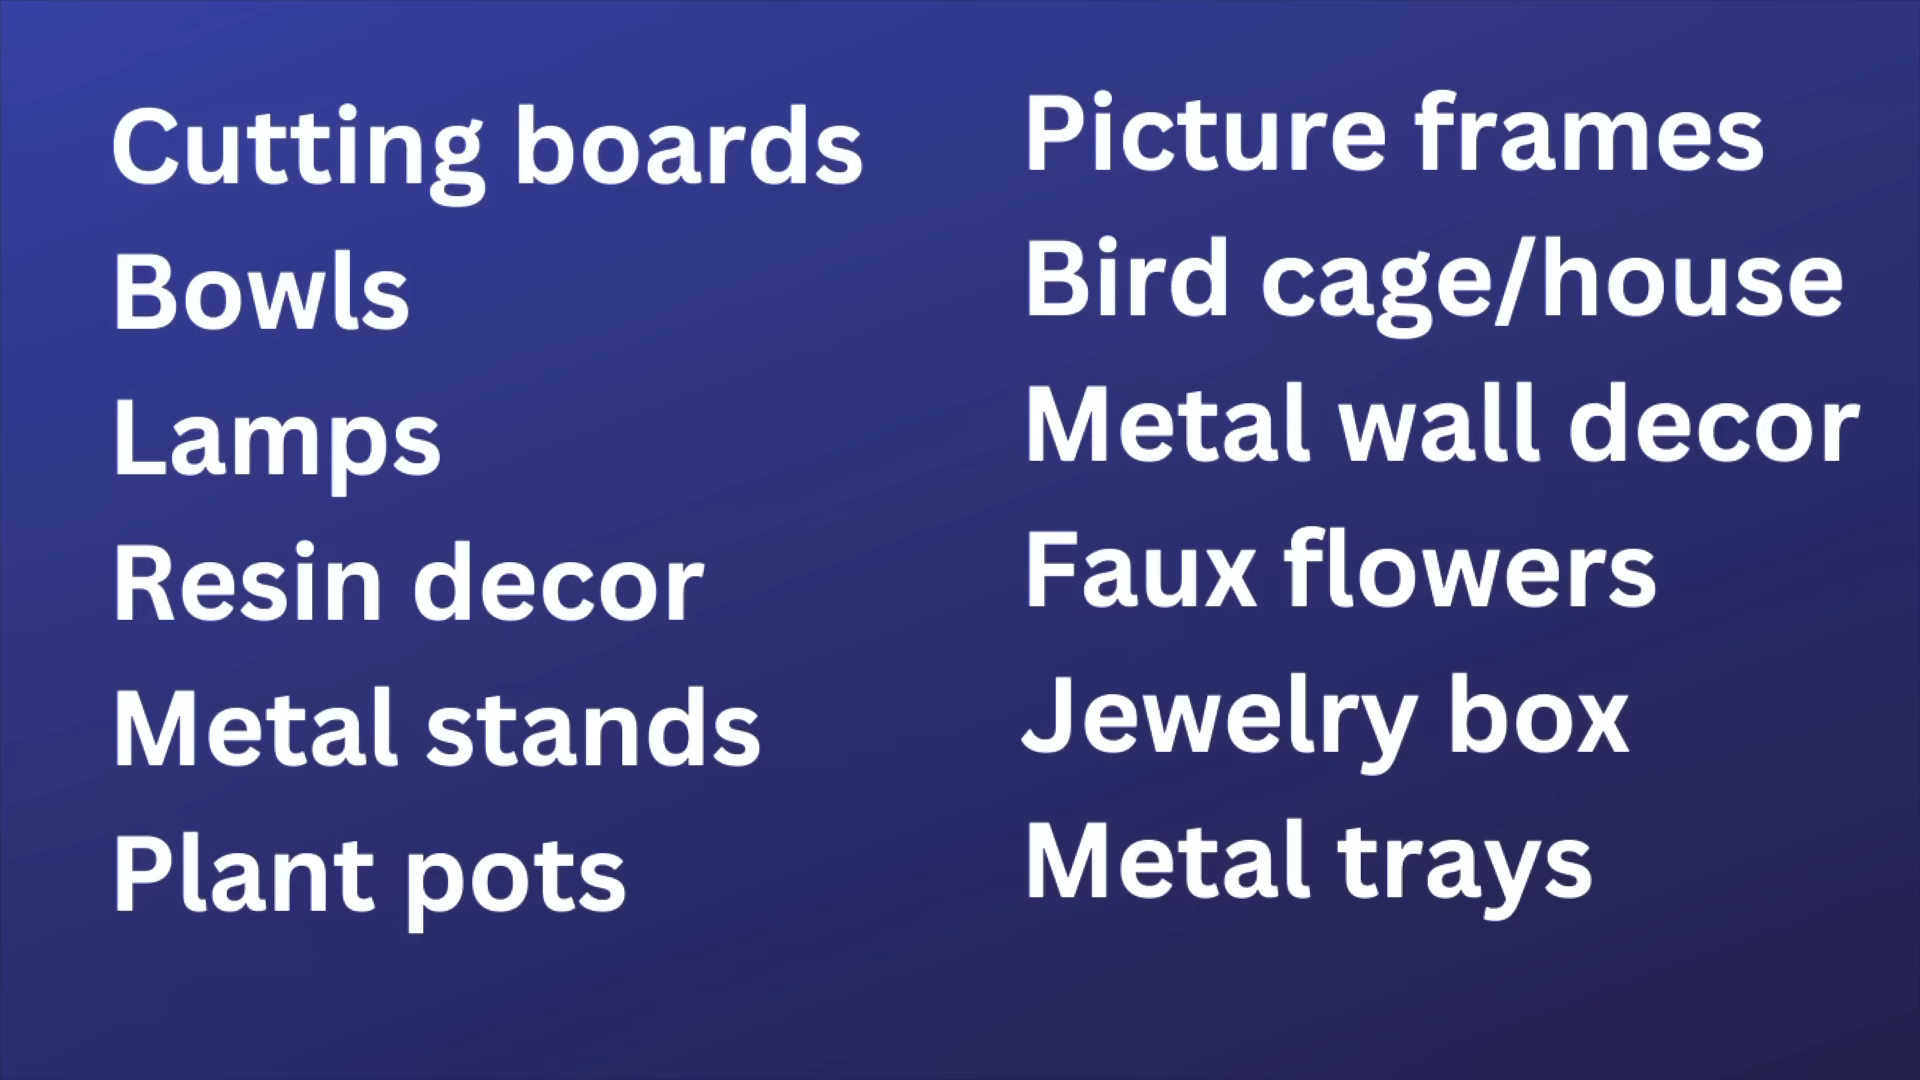 Cutting boards
Bowls
Lamps
Resin decor
Metal stands
Plant pots
Picture frames
Bird cage/house
Metal wall decor
Faux flowers
Jewelry box
Metal trays